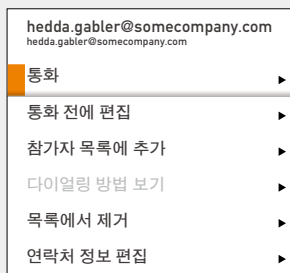 hedda.gabler@somecompany.com
hedda.gabler@somecompany.com
통화
통화 전에 편집
참가자 목록에 추가
다이얼링 방법 보기
목록에서 제거
연락처 정보 편집